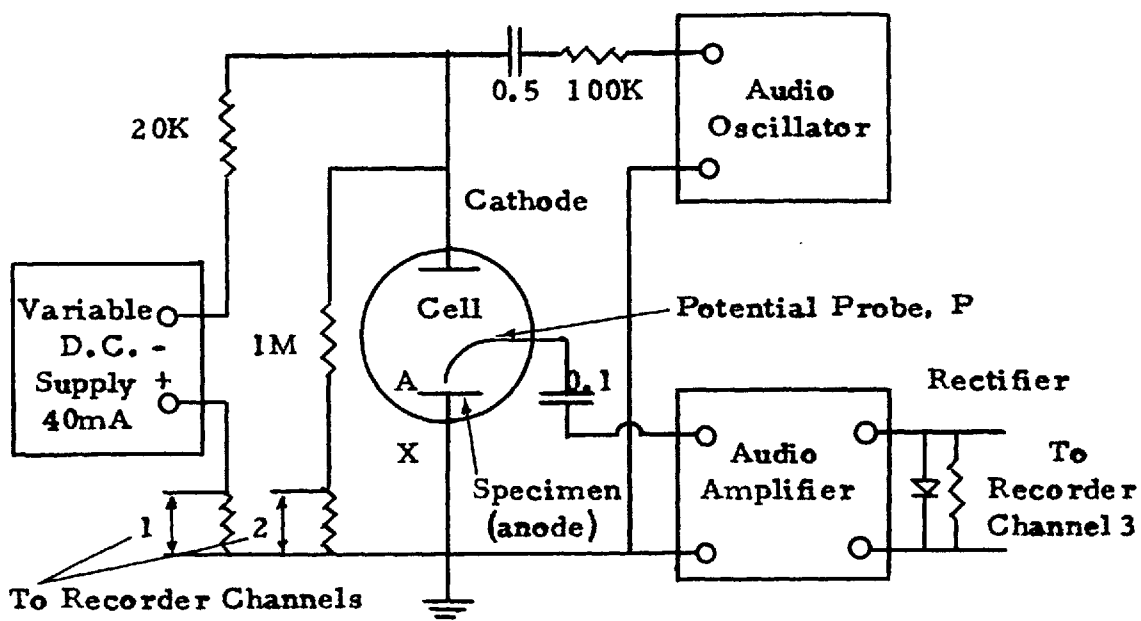 0.5
100K
Audio
Oscillator
20K
Cathode
Variable
D.C. -
Supply +
40mA
Cell
Potential Probe, P
1M
A
0.1
Rectifier
X
Audio
Amplifier
To
Recorder
Channel 3
Specimen
(anode)
1
2
To Recorder Channels